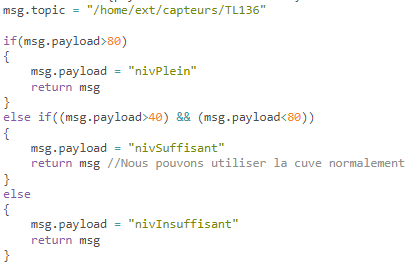 msg.topic = "/home/ext/capteurs/TL136"
if(msg.payload>80)
{
msg.payload = "nivPlein"
return msg
}
else if((msg.payload>40) && (msg.payload<80))
{
msg.payload = "nivSuffisant"
return msg //Nous pouvons utiliser la cuve normalement
}
else
{
msg.payload = "nivInsuffisant"
return msg
}